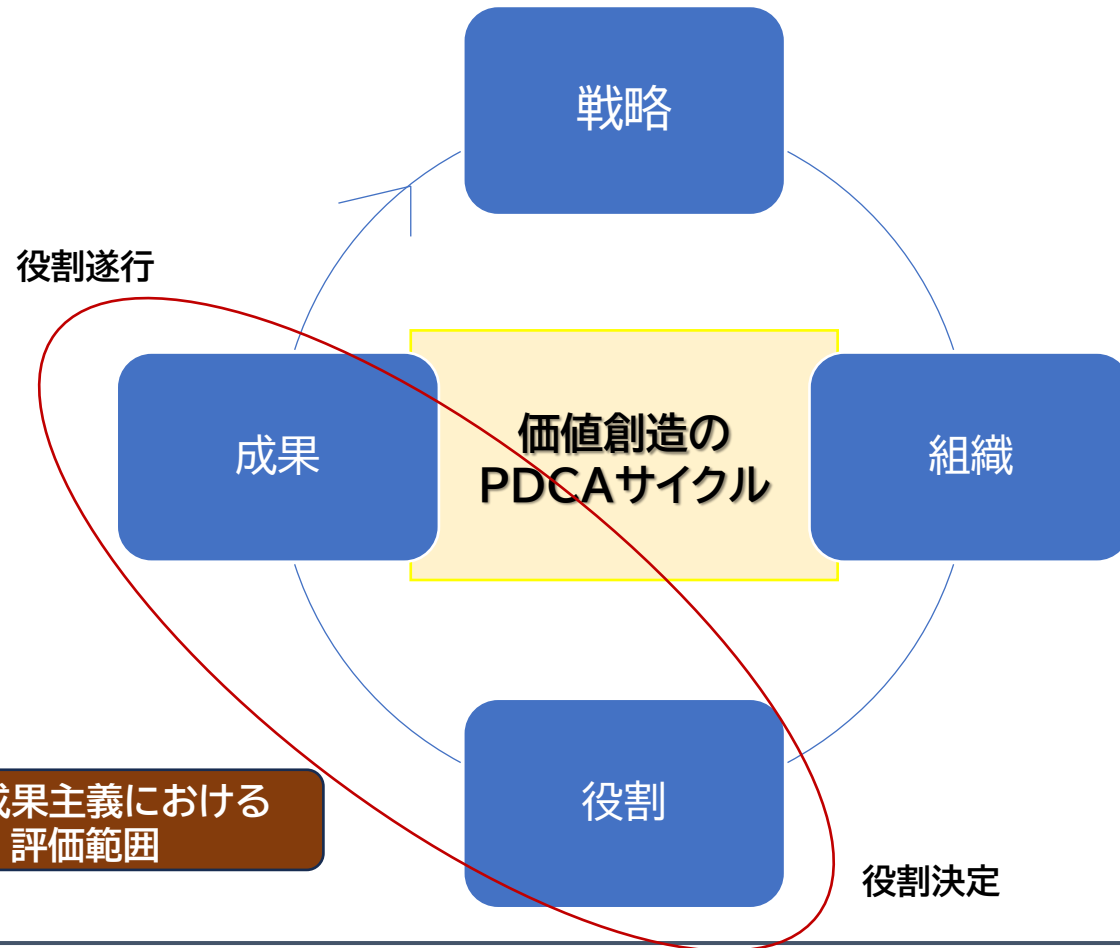 戦略
役割遂行
成果
価値創造の
PDCAサイクル
組織
役割
成果主義における
評価範囲
役割決定